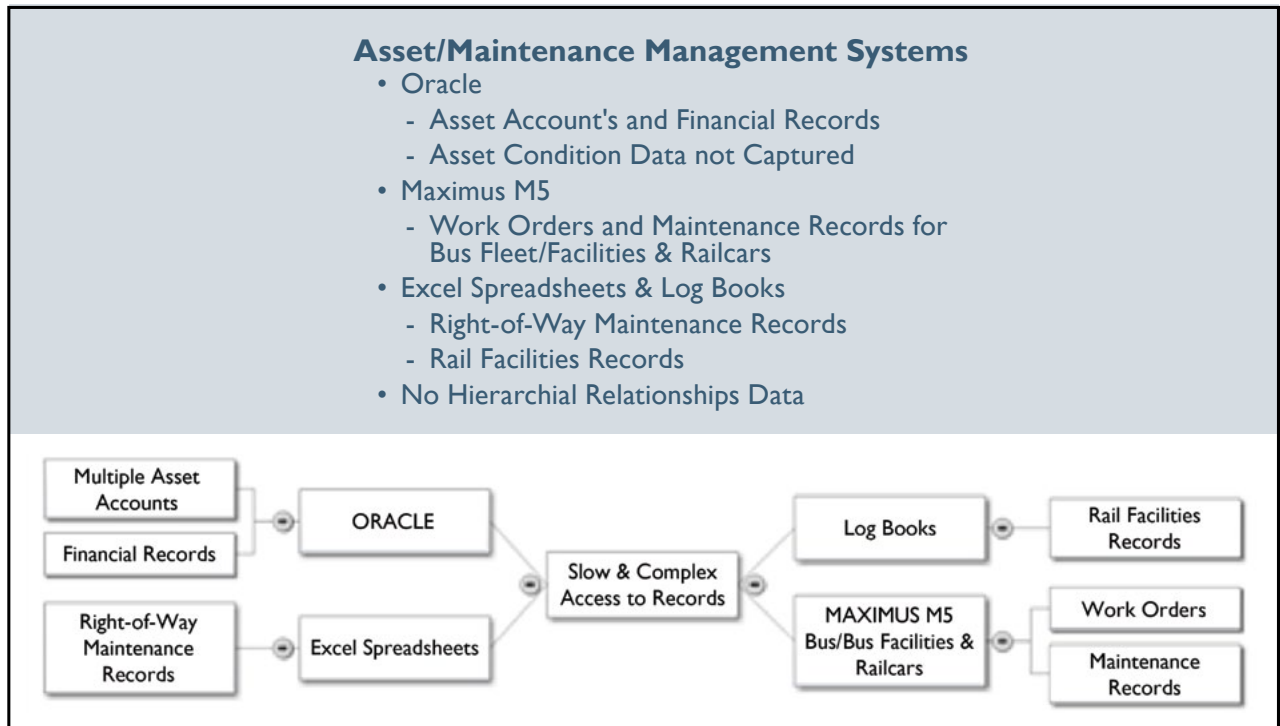 Asset/Maintenance Management Systems
• Oracle
- Asset Account's and Financial Records
- Asset Condition Data not Captured
• Maximus M5
- Work Orders and Maintenance Records for
Bus Fleet/Facilities & Railcars
• Excel Spreadsheets & Log Books
- Right-of-Way Maintenance Records
- Rail Facilities Records
• No Hierarchial Relationships Data
Multiple Asset
Accounts
Financial Records
ORACLE
Right-of-Way
Maintenance
Records
Excel Spreadsheets
Slow & Complex
Access to Records
Log Books
Rail Facilities
Records
MAXIMUS M5
Bus/Bus Facilities &
Railcars
Work Orders
Maintenance
Records